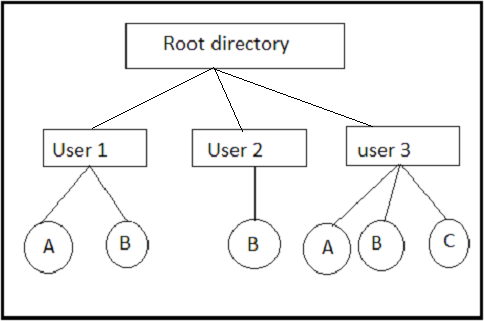 Root directory
User 1 User 2 user 3
A B B A B C